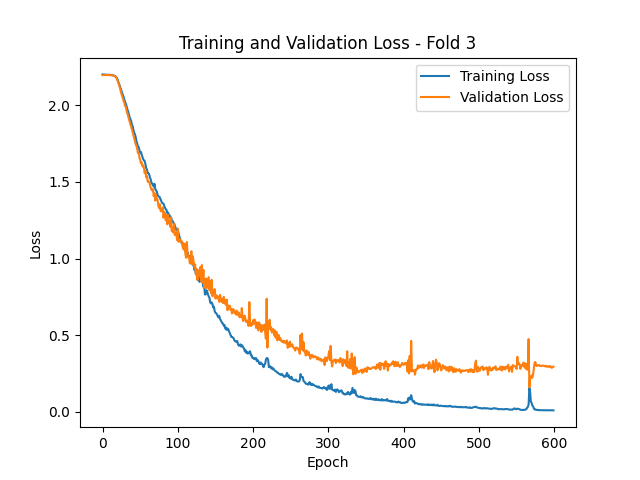 Training and Validation Loss - Fold 3
Training Loss
Validation Loss
Loss
2.0
1.5
1.0
0.5
0.0
0 100 200 300 400 500 600
Epoch